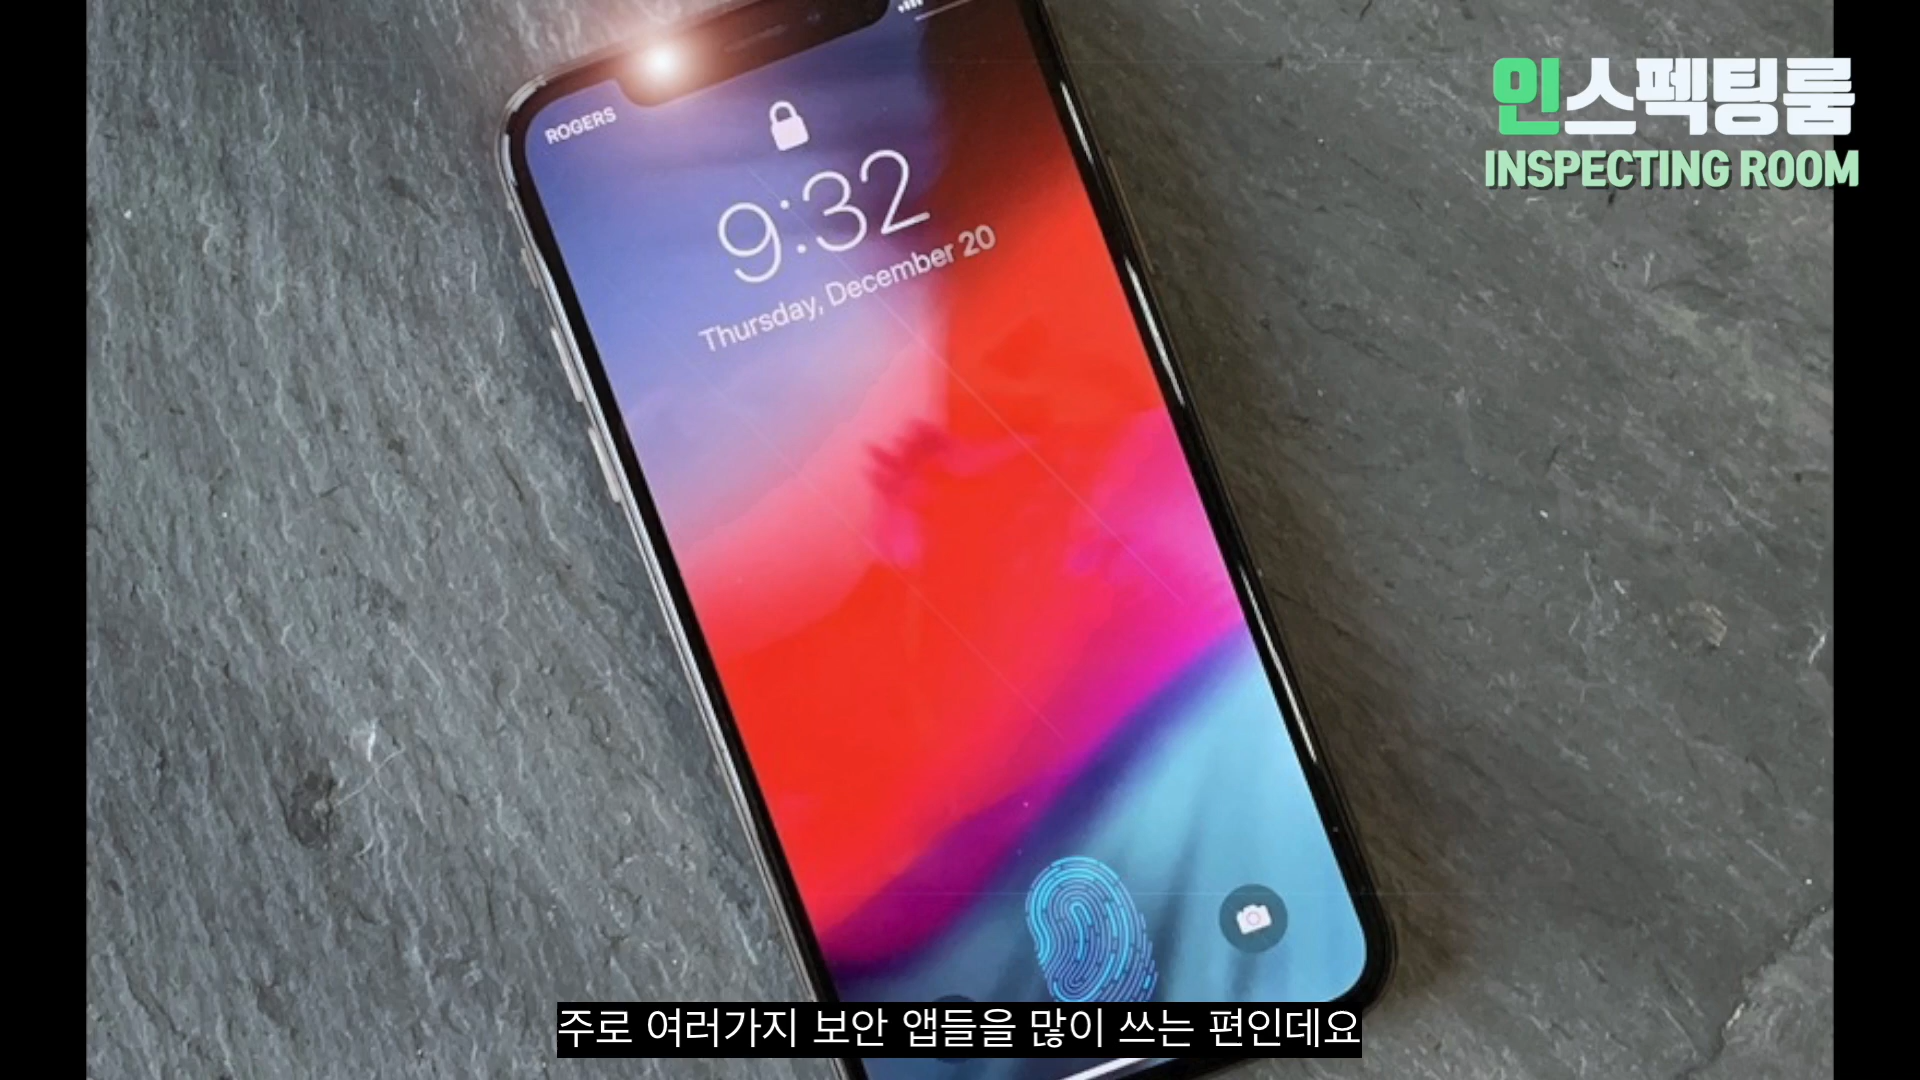 인스펙팅룸
INSPECTING ROOM
ROGERS
9:32
Thursday, December 20
주로 여러가지 보안 앱들을 많이 쓰는 편인데요